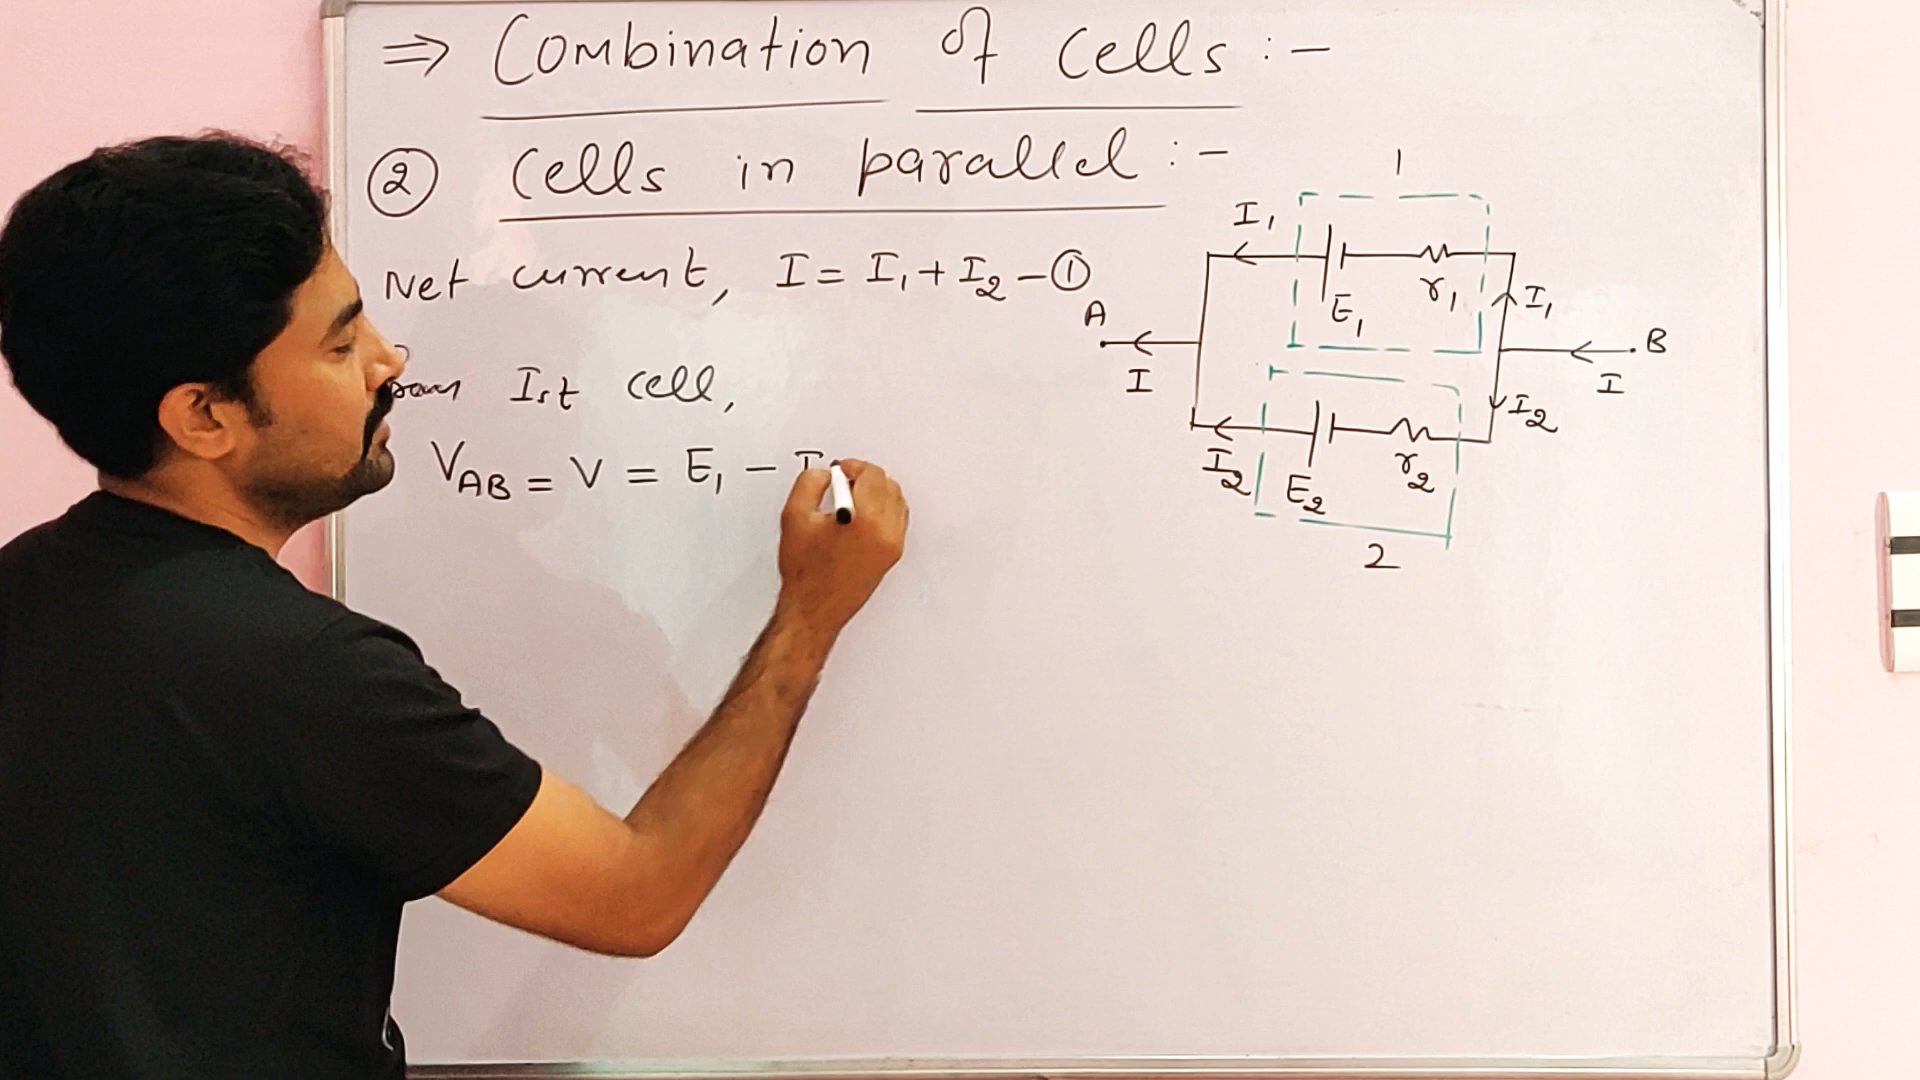 ⇒ Combination of cells :-
② cells in parallel :-
Net current, I = I₁ + I₂ - ①
Ist cell,
V_AB = V = E₁ - I
1
I₁
E₁
r₁
I₁
A
I
B
I
I₂
I₂
E₂
r₂
2